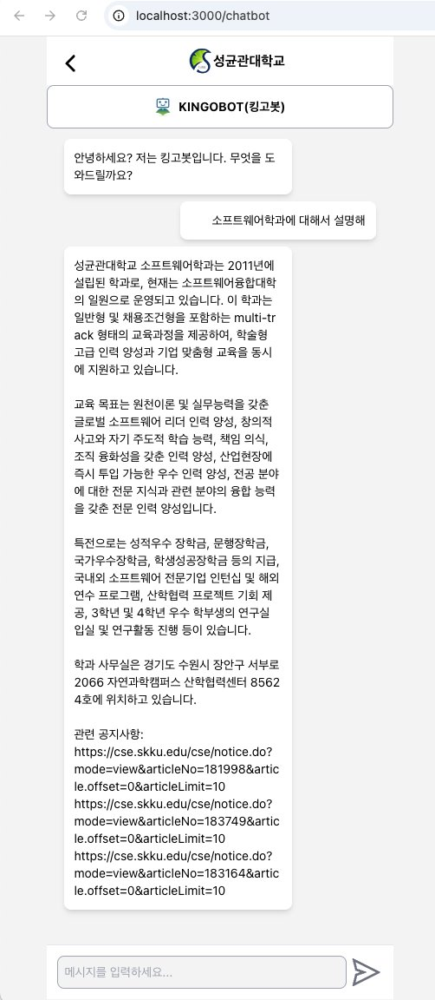 localhost:3000/chatbot
성균관대학교
KINGOBOT(킹고봇)
안녕하세요? 저는 킹고봇입니다. 무엇을 도
와드릴까요?
소프트웨어학과에 대해서 설명해
성균관대학교 소프트웨어학과는 2011년에
설립된 학과로, 현재는 소프트웨어융합대학
의 일원으로 운영되고 있습니다. 이 학과는
일반형 및 채용조건형을 포함하는 multi-tr
ack 형태의 교육과정을 제공하여, 학술형
고급 인력 양성과 기업 맞춤형 교육을 동시
에 지원하고 있습니다.
교육 목표는 원천이론 및 실무능력을 갖춘
글로벌 소프트웨어 리더 인력 양성, 창의적
사고와 자기 주도적 학습 능력, 책임 의식,
조직 융화성을 갖춘 인력 양성, 산업현장에
즉시 투입 가능한 우수 인력 양성, 전공 분야
에 대한 전문 지식과 관련 분야의 융합 능력
을 갖춘 전문 인력 양성입니다.
특전으로는 성적우수 장학금, 문행장학금,
국가우수장학금, 학생성공장학금 등의 지급,
국내외 소프트웨어 전문기업 인턴십 및 해외
연수 프로그램, 산학협력 프로젝트 기회 제
공, 3학년 및 4학년 우수 학부생의 연구실
입실 및 연구활동 진행 등이 있습니다.
학과 사무실은 경기도 수원시 장안구 서부로
2066 자연과학캠퍼스 산학협력센터 8562
4호에 위치하고 있습니다.
관련 공지사항:
https://cse.skku.edu/cse/notice.do?
mode=view&articleNo=181998&artic
le.offset=0&articleLimit=10
https://cse.skku.edu/cse/notice.do?
mode=view&articleNo=183749&artic
le.offset=0&articleLimit=10
https://cse.skku.edu/cse/notice.do?
mode=view&articleNo=183164&artic
le.offset=0&articleLimit=10
메시지를 입력하세요...